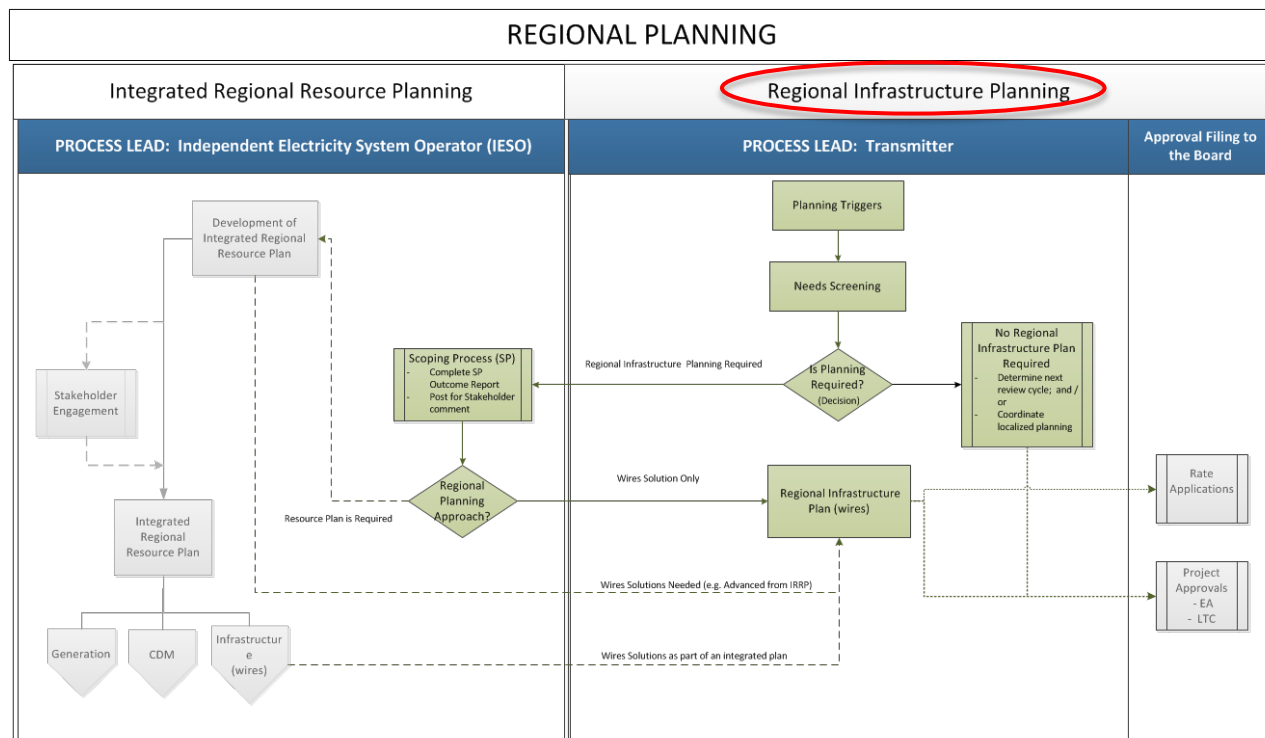 REGIONAL PLANNING
Integrated Regional Resource Planning
Regional Infrastructure Planning
PROCESS LEAD: Independent Electricity System Operator (IESO)
PROCESS LEAD: Transmitter
Approval Filing to
the Board
Development of
Integrated Regional
Resource Plan
Stakeholder
Engagement
Integrated
Regional
Resource Plan
Generation
CDM
Infrastructur
e
(wires)
Scoping Process (SP)
- Complete SP
Outcome Report
- Post for Stakeholder
comment
Regional
Planning
Approach?
Resource Plan is Required
Planning Triggers
Needs Screening
Is Planning
Required?
(Decision)
Regional Infrastructure Planning Required
No Regional
Infrastructure Plan
Required
- Determine next
review cycle; and /
or
- Coordinate
localized planning
Wires Solution Only
Regional Infrastructure
Plan (wires)
Wires Solutions Needed (e.g. Advanced from IRRP)
Wires Solutions as part of an integrated plan
Rate
Applications
Project
Approvals
- EA
- LTC